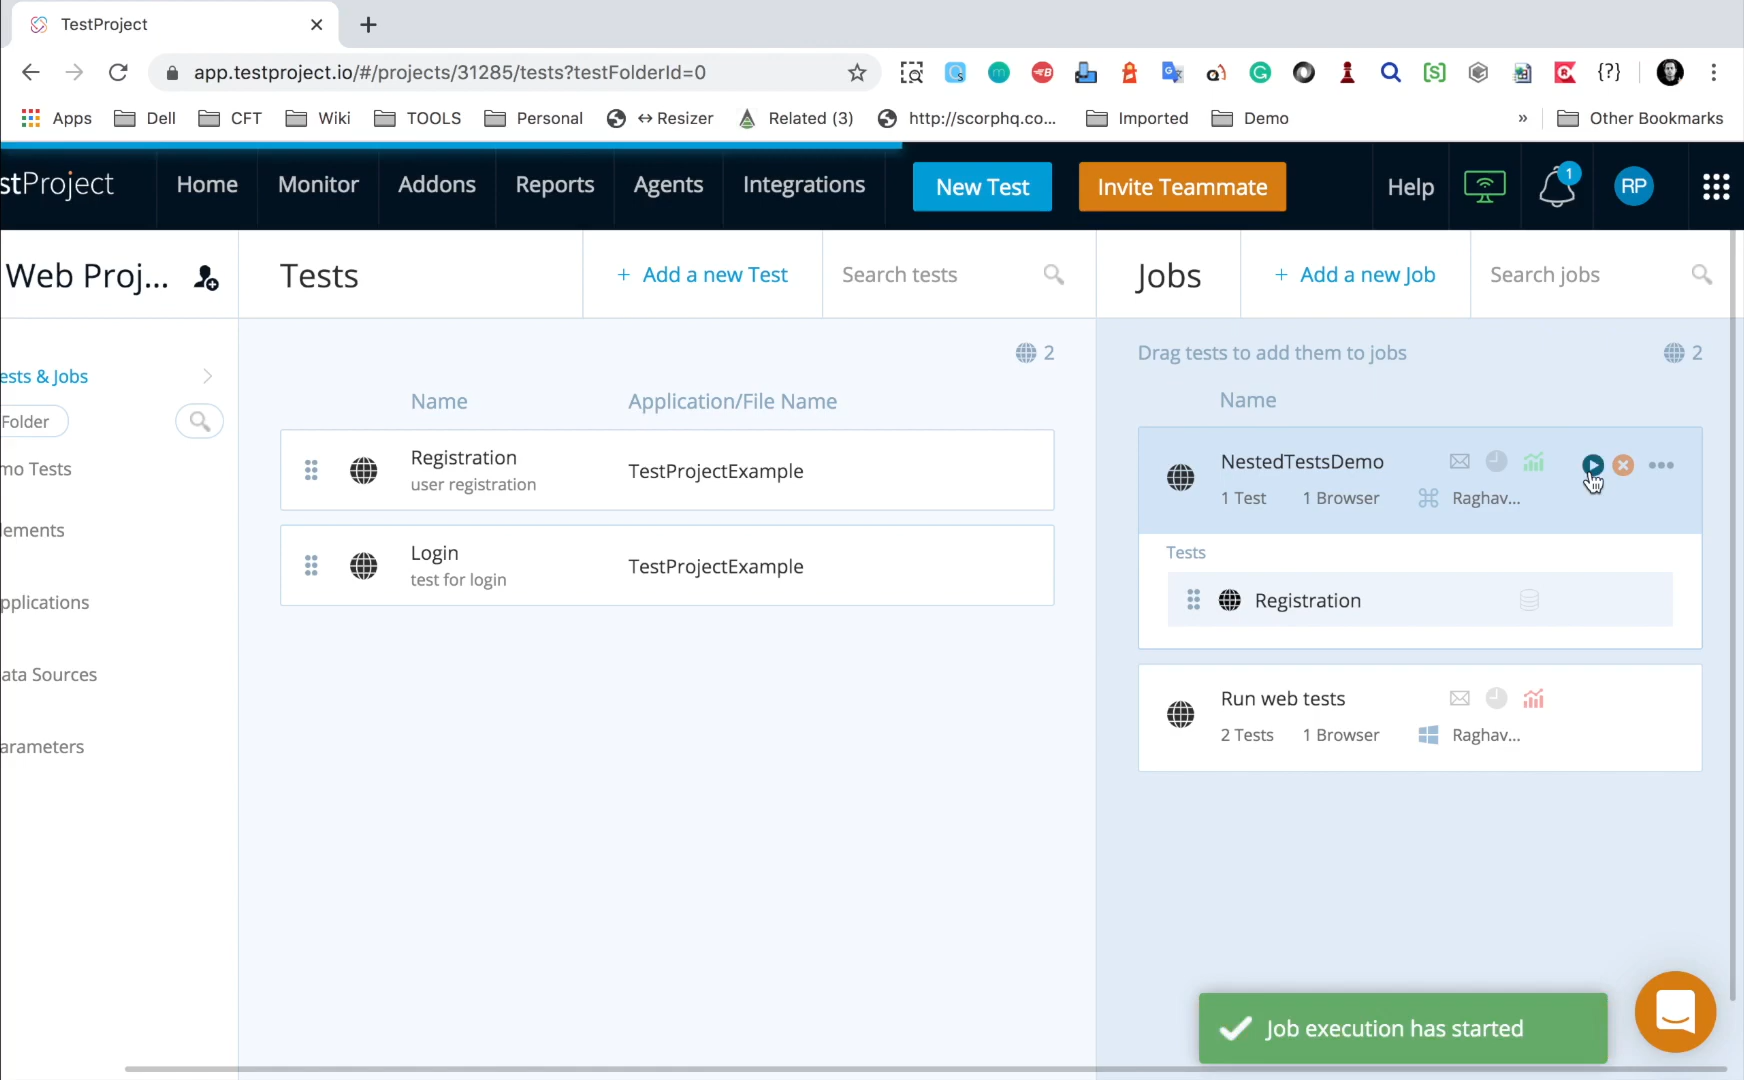 TestProject
app.testproject.io/#/projects/31285/tests?testFolderId=0
Apps Dell CFT Wiki TOOLS Personal ↔Resizer Related (3) http://scorphq.co... Imported Demo » Other Bookmarks
stProject Home Monitor Addons Reports Agents Integrations New Test Invite Teammate Help 1 RP
Web Proj... Tests + Add a new Test Search tests Jobs + Add a new Job Search jobs
2 Drag tests to add them to jobs 2
ests & Jobs
Folder
mo Tests
lements
pplications
ata Sources
arameters
Name Application/File Name
Registration TestProjectExample
user registration
Login TestProjectExample
test for login
Name
NestedTestsDemo
1 Test 1 Browser Raghav...
Tests
Registration
Run web tests
2 Tests 1 Browser Raghav...
Job execution has started